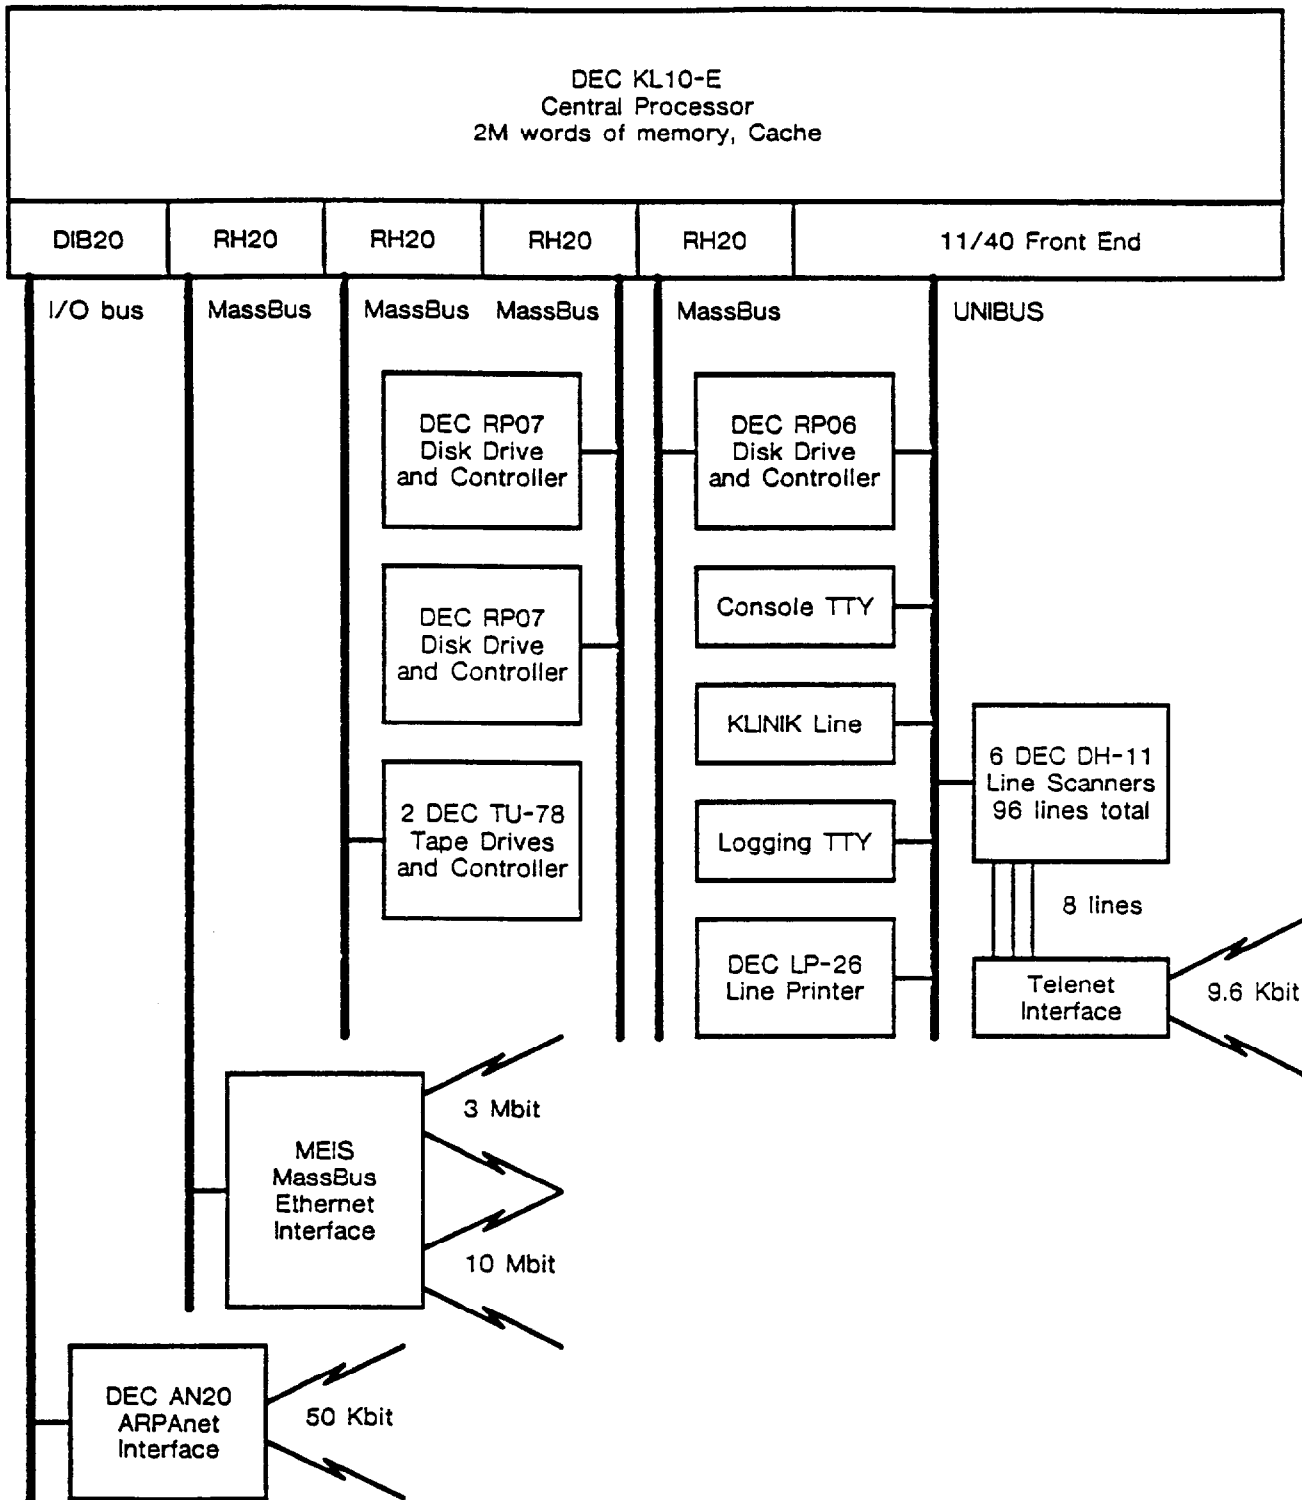 DEC KL10-E
Central Processor
2M words of memory, Cache
DIB20
RH20
RH20
RH20
RH20
11/40 Front End
I/O bus
MassBus
MassBus
MassBus
MassBus
UNIBUS
DEC RP07
Disk Drive
and Controller
DEC RP06
Disk Drive
and Controller
DEC RP07
Disk Drive
and Controller
Console TTY
KLINIK Line
6 DEC DH-11
Line Scanners
96 lines total
2 DEC TU-78
Tape Drives
and Controller
Logging TTY
8 lines
DEC LP-26
Line Printer
Telenet
Interface
9.6 Kbit
3 Mbit
MEIS
MassBus
Ethernet
Interface
10 Mbit
DEC AN20
ARPAnet
Interface
50 Kbit